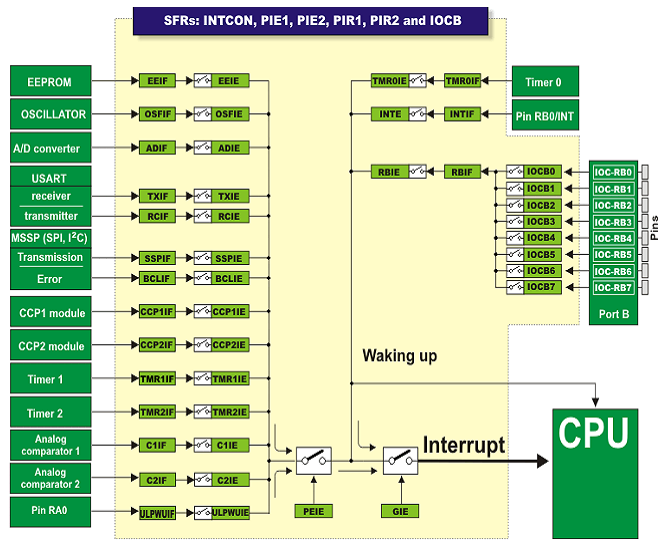 SFRs: INTCON, PIE1, PIE2, PIR1, PIR2 and IOCB
EEPROM EEIF EEIE TMR0IE TMR0IF Timer 0
OSCILLATOR OSFIF OSFIE INTE INTIF Pin RB0/INT
A/D converter ADIF ADIE
RBIE RBIF IOCB0 IOC-RB0
USART IOCB1 IOC-RB1
receiver TXIF TXIE IOCB2 IOC-RB2
transmitter RCIF RCIE IOCB3 IOC-RB3
MSSP (SPI, I²C) IOCB4 IOC-RB4
Transmission SSPIF SSPIE IOCB5 IOC-RB5
Error BCLIF BCLIE IOCB6 IOC-RB6
IOCB7 IOC-RB7
Pins
CCP1 module CCP1IF CCP1IE Port B
CCP2 module CCP2IF CCP2IE
Waking up
Timer 1 TMR1IF TMR1IE
Timer 2 TMR2IF TMR2IE
Analog
comparator 1 C1IF C1IE Interrupt CPU
Analog
comparator 2 C2IF C2IE
Pin RA0 ULPWUIF ULPWUIE PEIE GIE